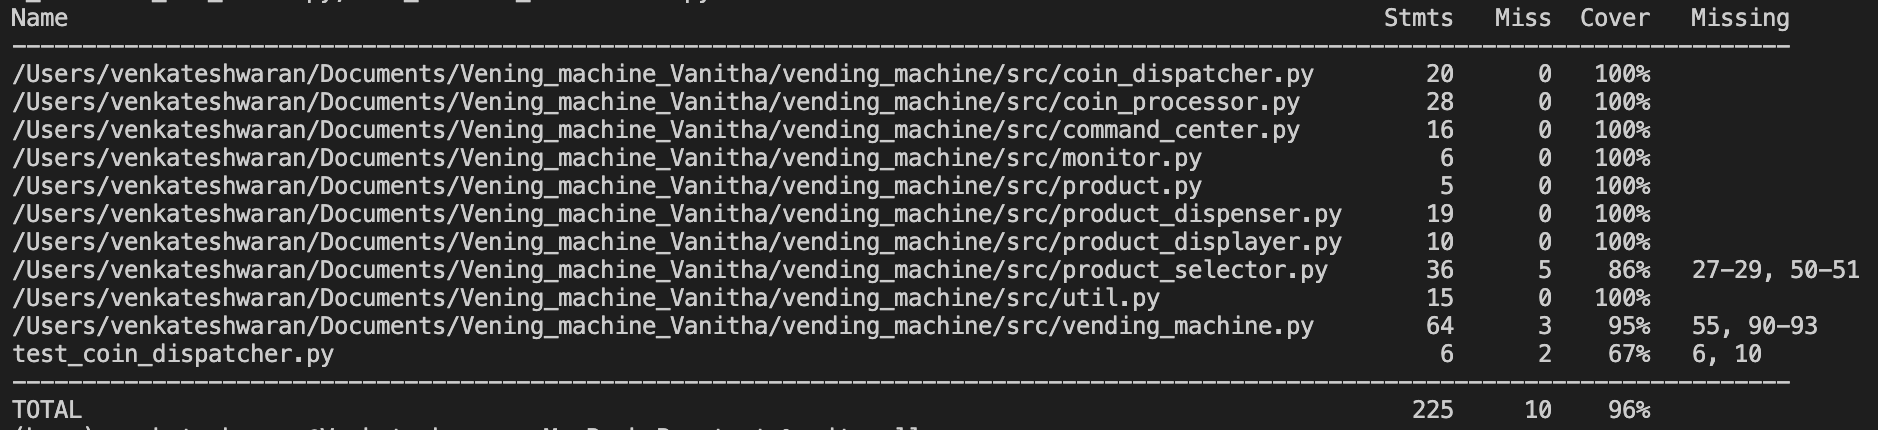 Name Stmts Miss Cover Missing
/Users/venkateshwaran/Documents/Vening_machine_Vanitha/vending_machine/src/coin_dispatcher.py 20 0 100%
/Users/venkateshwaran/Documents/Vening_machine_Vanitha/vending_machine/src/coin_processor.py 28 0 100%
/Users/venkateshwaran/Documents/Vening_machine_Vanitha/vending_machine/src/command_center.py 16 0 100%
/Users/venkateshwaran/Documents/Vening_machine_Vanitha/vending_machine/src/monitor.py 6 0 100%
/Users/venkateshwaran/Documents/Vening_machine_Vanitha/vending_machine/src/product.py 5 0 100%
/Users/venkateshwaran/Documents/Vening_machine_Vanitha/vending_machine/src/product_dispenser.py 19 0 100%
/Users/venkateshwaran/Documents/Vening_machine_Vanitha/vending_machine/src/product_displayer.py 10 0 100%
/Users/venkateshwaran/Documents/Vening_machine_Vanitha/vending_machine/src/product_selector.py 36 5 86% 27-29, 50-51
/Users/venkateshwaran/Documents/Vening_machine_Vanitha/vending_machine/src/util.py 15 0 100%
/Users/venkateshwaran/Documents/Vening_machine_Vanitha/vending_machine/src/vending_machine.py 64 3 95% 55, 90-93
test_coin_dispatcher.py 6 2 67% 6, 10
TOTAL 225 10 96%